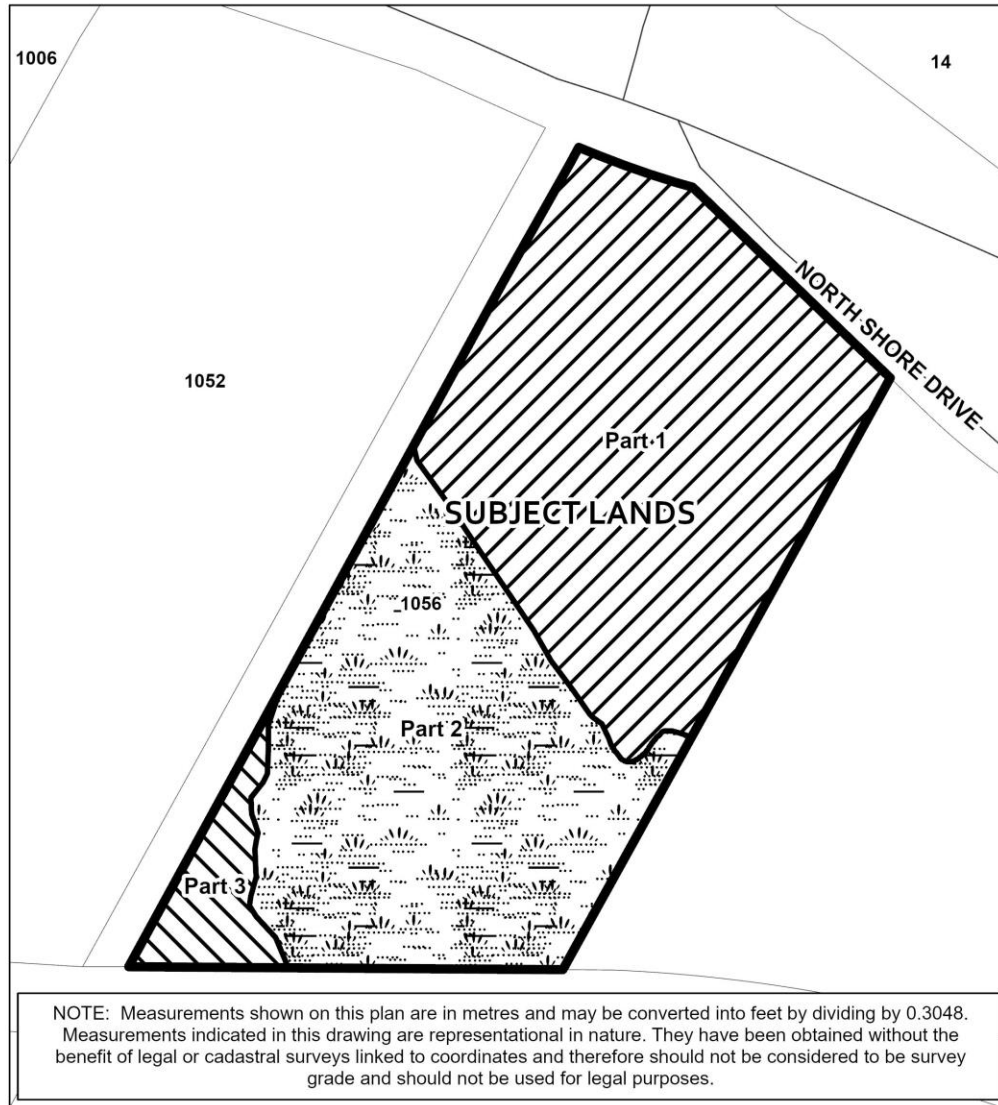 1006
14
NORTH SHORE DRIVE
1052
Part 1
SUBJECT LANDS
1056
Part 2
Part 3
NOTE: Measurements shown on this plan are in metres and may be converted into feet by dividing by 0.3048.
Measurements indicated in this drawing are representational in nature. They have been obtained without the
benefit of legal or cadastral surveys linked to coordinates and therefore should not be considered to be survey
grade and should not be used for legal purposes.